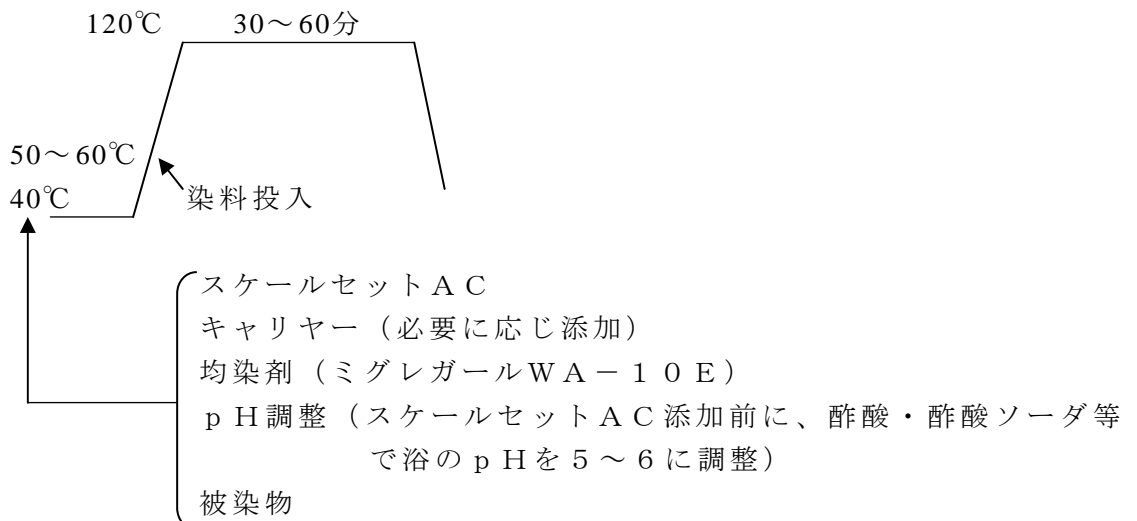 120℃ 30～60分
50～60℃
40℃ 染料投入
スケールセットＡＣ
キャリヤー（必要に応じ添加）
均染剤（ミグレガールＷＡ－１０Ｅ）
ｐＨ調整（スケールセットＡＣ添加前に、酢酸・酢酸ソーダ等
で浴のｐＨを５～６に調整）
被染物